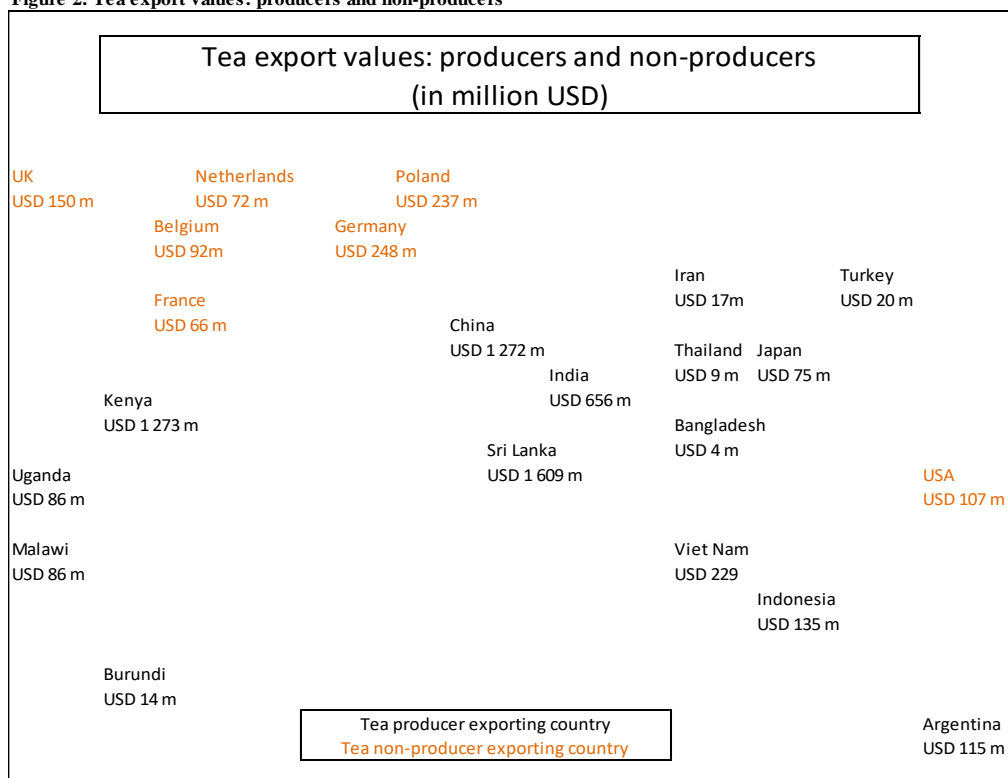 Figure 2. Tea export values: producers and non-producers
Tea export values: producers and non-producers
(in million USD)
UK Netherlands Poland
USD 150 m USD 72 m USD 237 m
Belgium Germany
USD 92m USD 248 m
Iran Turkey
France USD 17m USD 20 m
USD 66 m China
USD 1 272 m Thailand Japan
India USD 9 m USD 75 m
Kenya USD 656 m
USD 1 273 m Bangladesh
Sri Lanka USD 4 m
Uganda USD 1 609 m USA
USD 86 m USD 107 m
Malawi Viet Nam
USD 86 m USD 229
Indonesia
USD 135 m
Burundi
USD 14 m
Tea producer exporting country Argentina
Tea non-producer exporting country USD 115 m